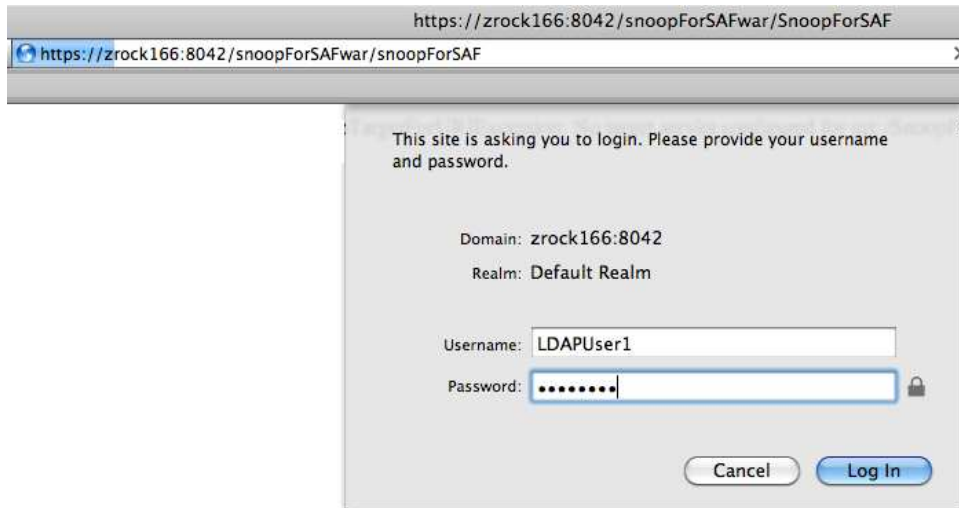 https://zrock166:8042/snoopForSAFwar/SnoopForSAF
https://zrock166:8042/snoopForSAFwar/snoopForSAF
This site is asking you to login. Please provide your username
and password.
Domain: zrock166:8042
Realm: Default Realm
Username: LDAPUser1
Password: ••••••••
Cancel Log In